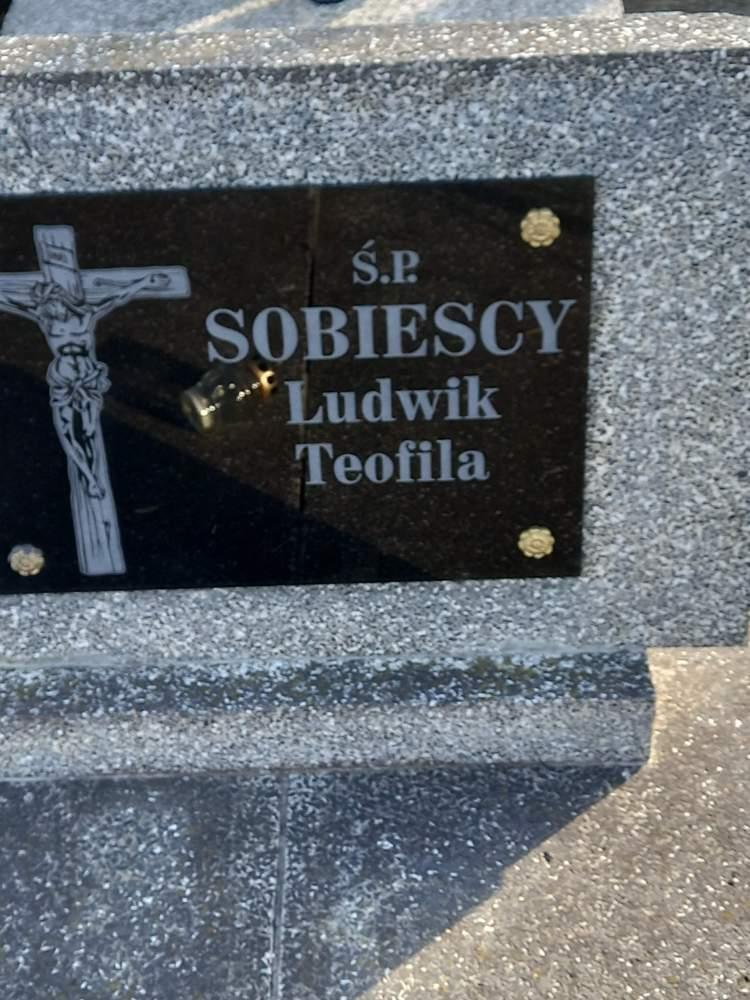 Ś.P.
SOBIESCY
Ludwik
Teofila